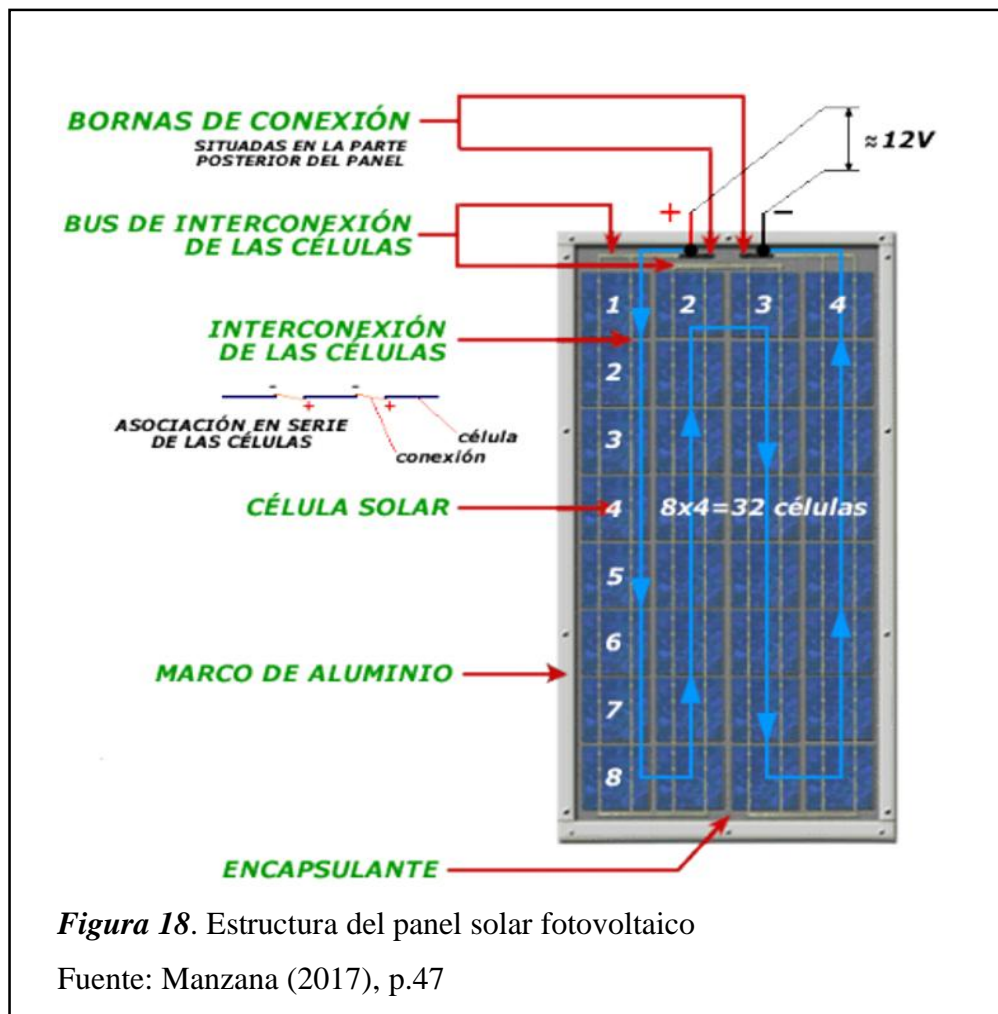 BORNAS DE CONEXIÓN
SITUADAS EN LA PARTE
POSTERIOR DEL PANEL
≈12V
+ −
BUS DE INTERCONEXIÓN
DE LAS CÉLULAS
1 2 3 4
INTERCONEXIÓN
DE LAS CÉLULAS
2
- -
+ +
ASOCIACIÓN EN SERIE
DE LAS CÉLULAS
célula
conexión
3
CÉLULA SOLAR
4 8x4=32 células
5
6
MARCO DE ALUMINIO
7
8
ENCAPSULANTE
Figura 18. Estructura del panel solar fotovoltaico
Fuente: Manzana (2017), p.47